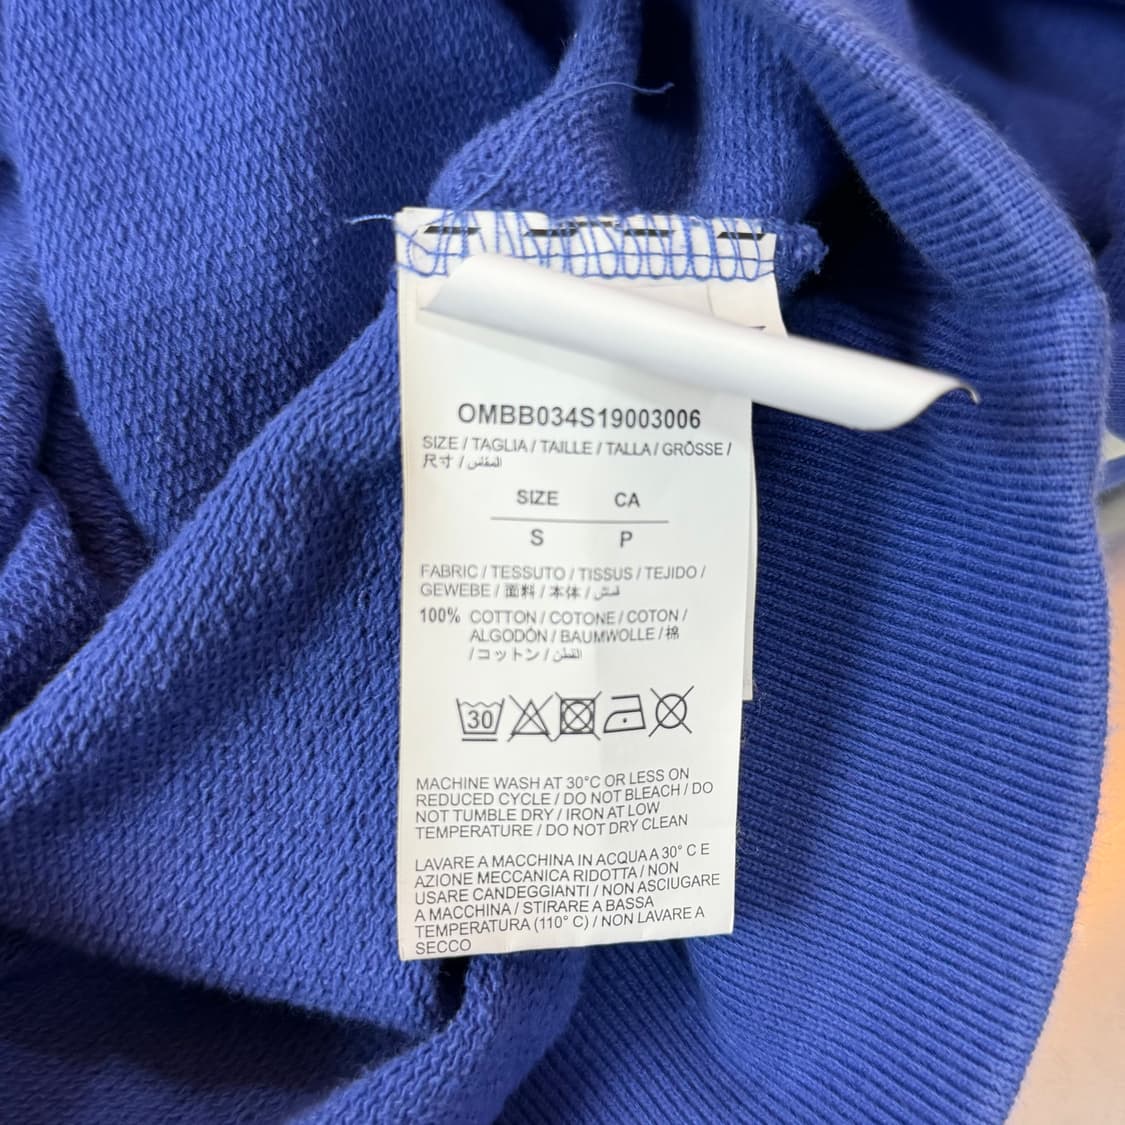 OMBB034S19003006
SIZE / TAGLIA / TAILLE / TALLA / GRÖSSE /
尺寸 / المقاس
SIZE CA
S P
FABRIC / TESSUTO / TISSUS / TEJIDO /
GEWEBE / 面料 / 本体 / قماش
100% COTTON / COTONE / COTON /
ALGODÓN / BAUMWOLLE / 棉
/ コットン / القطن
30
MACHINE WASH AT 30°C OR LESS ON
REDUCED CYCLE / DO NOT BLEACH / DO
NOT TUMBLE DRY / IRON AT LOW
TEMPERATURE / DO NOT DRY CLEAN
LAVARE A MACCHINA IN ACQUA A 30° C E
AZIONE MECCANICA RIDOTTA / NON
USARE CANDEGGIANTI / NON ASCIUGARE
A MACCHINA / STIRARE A BASSA
TEMPERATURA (110° C) / NON LAVARE A
SECCO